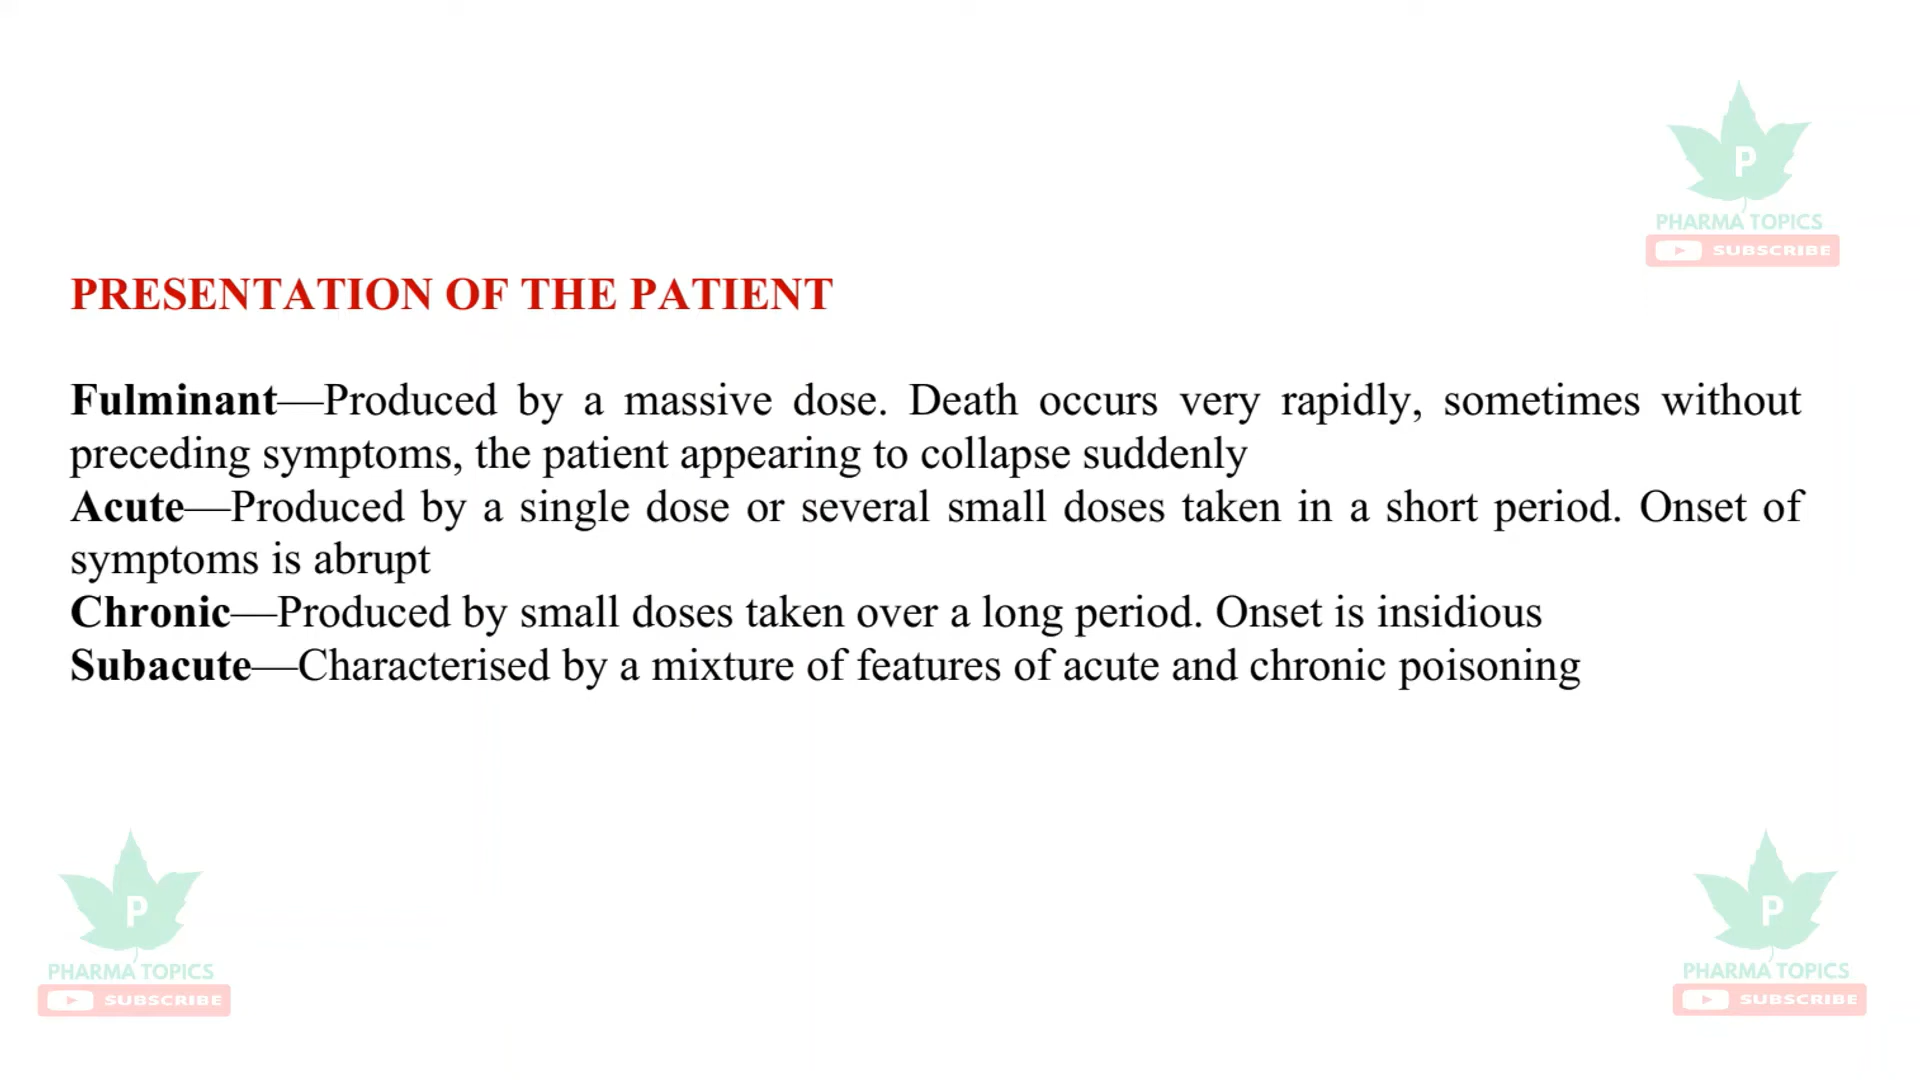 P
PHARMA TOPICS
SUBSCRIBE
PRESENTATION OF THE PATIENT
Fulminant—Produced by a massive dose. Death occurs very rapidly, sometimes without
preceding symptoms, the patient appearing to collapse suddenly
Acute—Produced by a single dose or several small doses taken in a short period. Onset of
symptoms is abrupt
Chronic—Produced by small doses taken over a long period. Onset is insidious
Subacute—Characterised by a mixture of features of acute and chronic poisoning
P
PHARMA TOPICS
SUBSCRIBE
P
PHARMA TOPICS
SUBSCRIBE